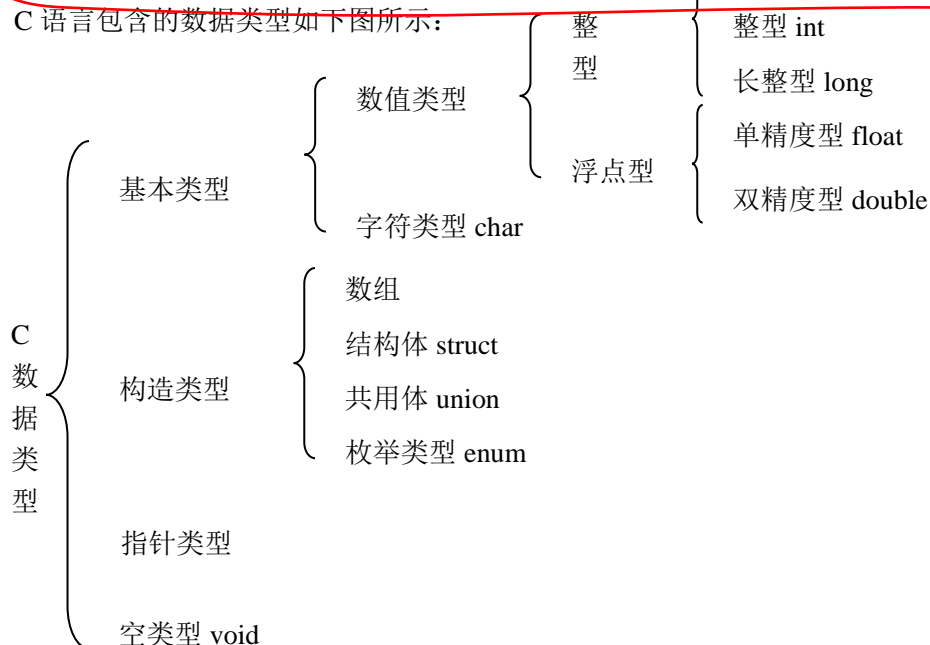 C 语言包含的数据类型如下图所示：
整型
整型 int
长整型 long
数值类型
单精度型 float
浮点型
双精度型 double
基本类型
字符类型 char
数组
结构体 struct
C数据类型
构造类型
共用体 union
枚举类型 enum
指针类型
空类型 void